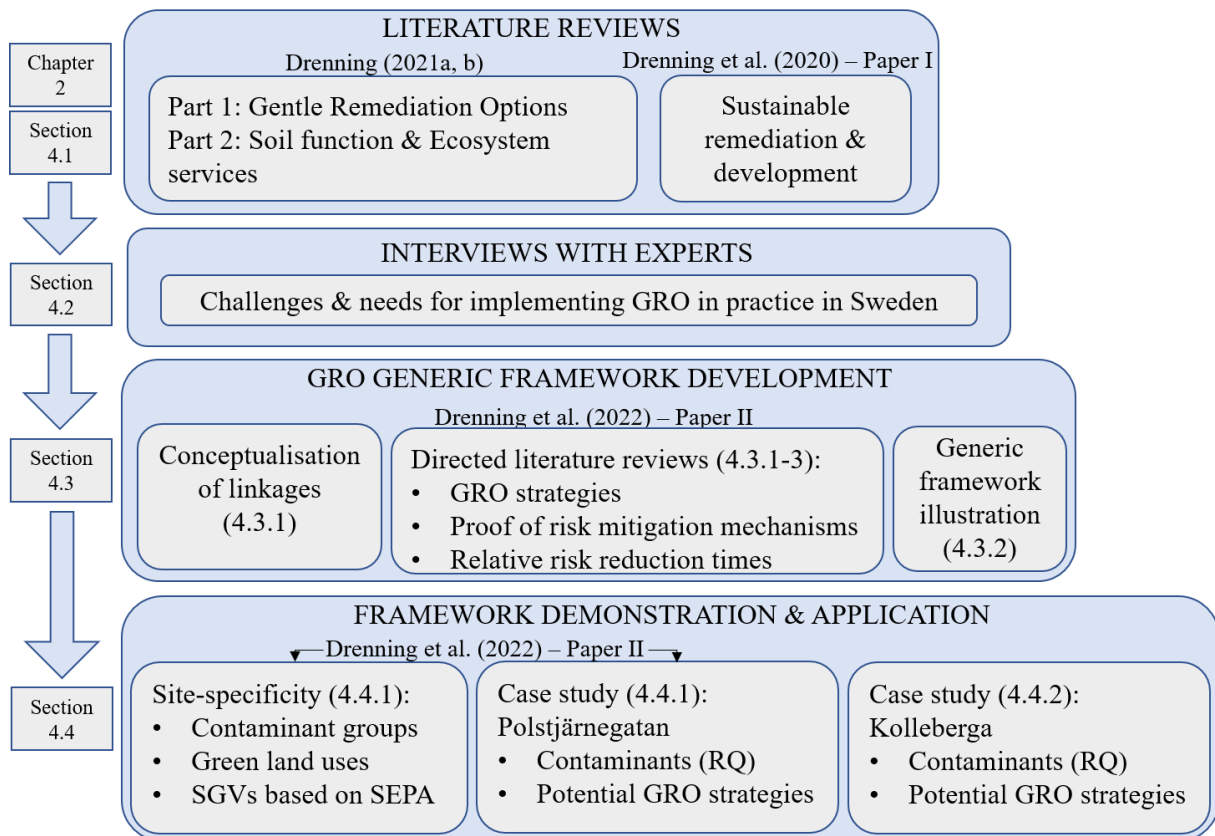 LITERATURE REVIEWS
Chapter
2
Section
4.1
Drenning (2021a, b)
Part 1: Gentle Remediation Options
Part 2: Soil function & Ecosystem
services
Drenning et al. (2020) – Paper I
Sustainable
remediation &
development
Section
4.2
INTERVIEWS WITH EXPERTS
Challenges & needs for implementing GRO in practice in Sweden
Section
4.3
GRO GENERIC FRAMEWORK DEVELOPMENT
Drenning et al. (2022) – Paper II
Conceptualisation
of linkages
(4.3.1)
Directed literature reviews (4.3.1-3):
• GRO strategies
• Proof of risk mitigation mechanisms
• Relative risk reduction times
Generic
framework
illustration
(4.3.2)
Section
4.4
FRAMEWORK DEMONSTRATION & APPLICATION
Drenning et al. (2022) – Paper II
Site-specificity (4.4.1):
• Contaminant groups
• Green land uses
• SGVs based on SEPA
Case study (4.4.1):
Polstjärnegatan
• Contaminants (RQ)
• Potential GRO strategies
Case study (4.4.2):
Kolleberga
• Contaminants (RQ)
• Potential GRO strategies